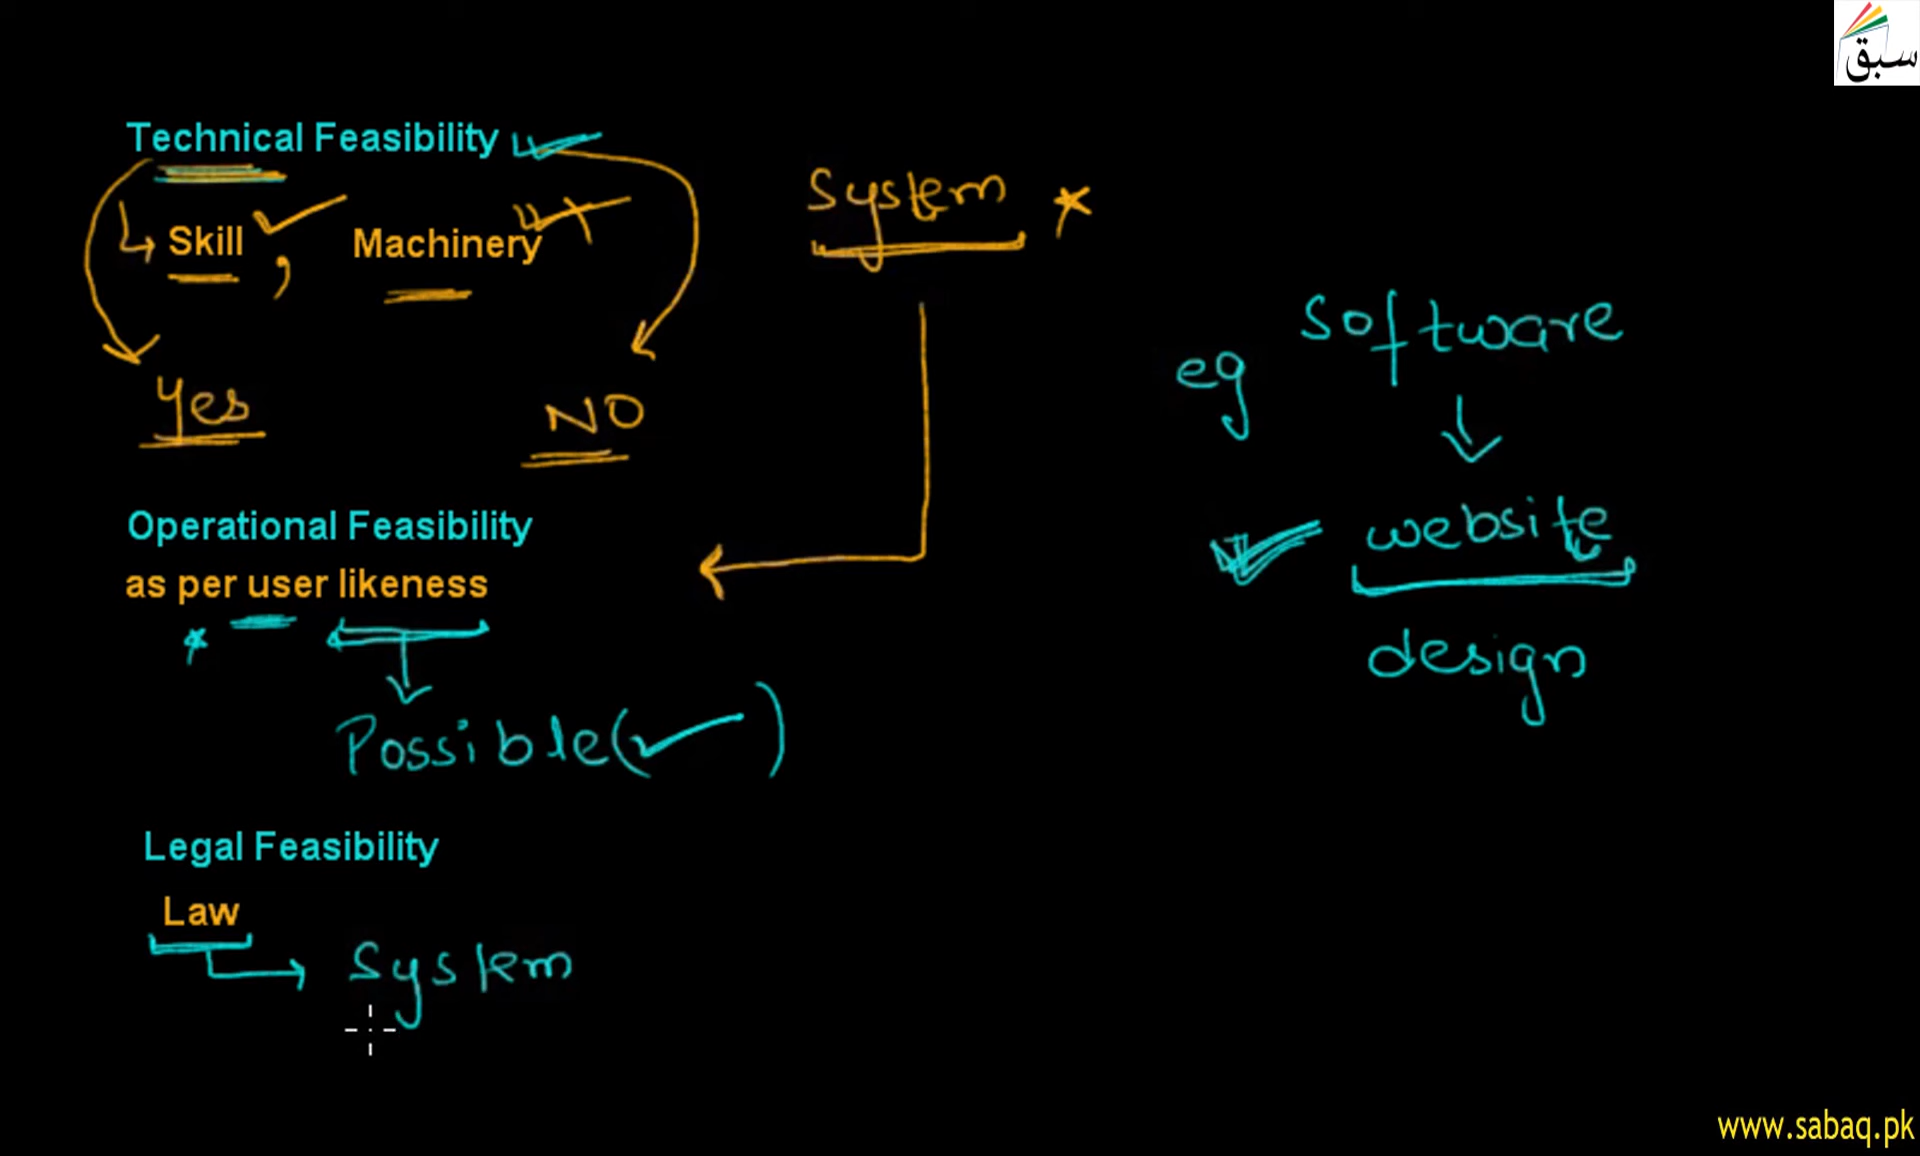 سبق
Technical Feasibility
Skill , Machinery
Yes NO
System *
eg Software
website
design
Operational Feasibility
as per user likeness
*
Possible( )
Legal Feasibility
Law
System
www.sabaq.pk